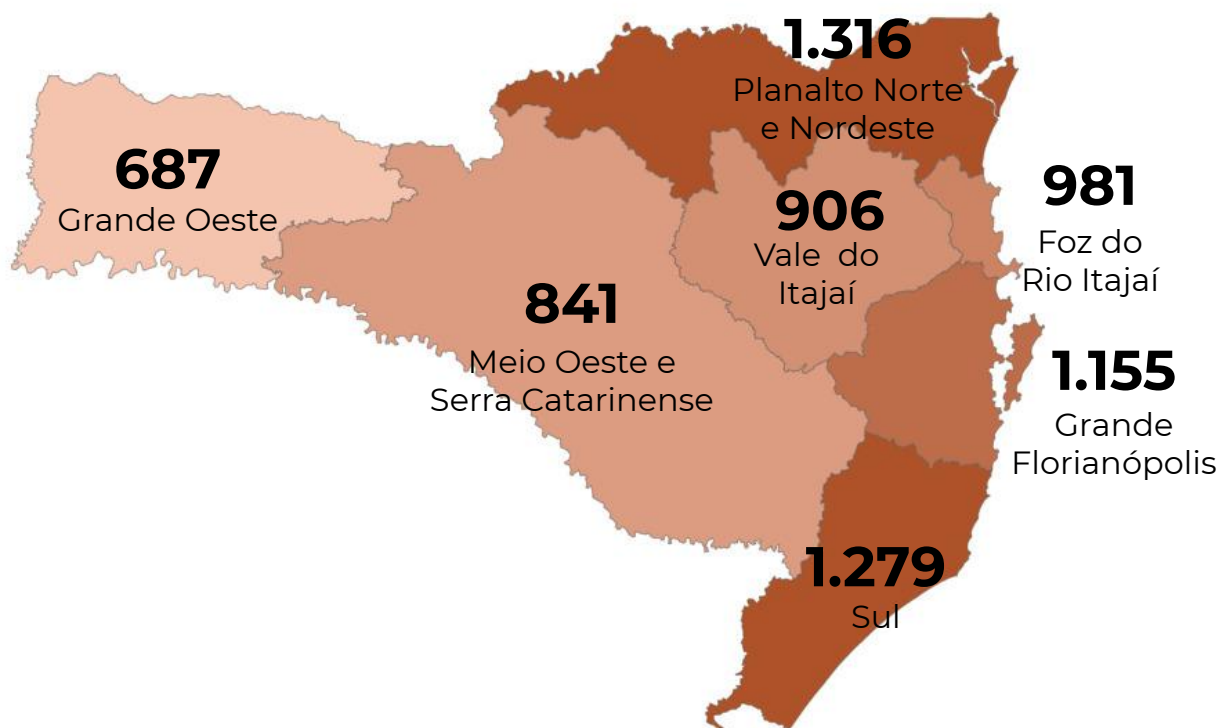 1.316
Planalto Norte
e Nordeste
687
Grande Oeste
906
Vale do
Itajaí
981
Foz do
Rio Itajaí
841
Meio Oeste e
Serra Catarinense
1.155
Grande
Florianópolis
1.279
Sul